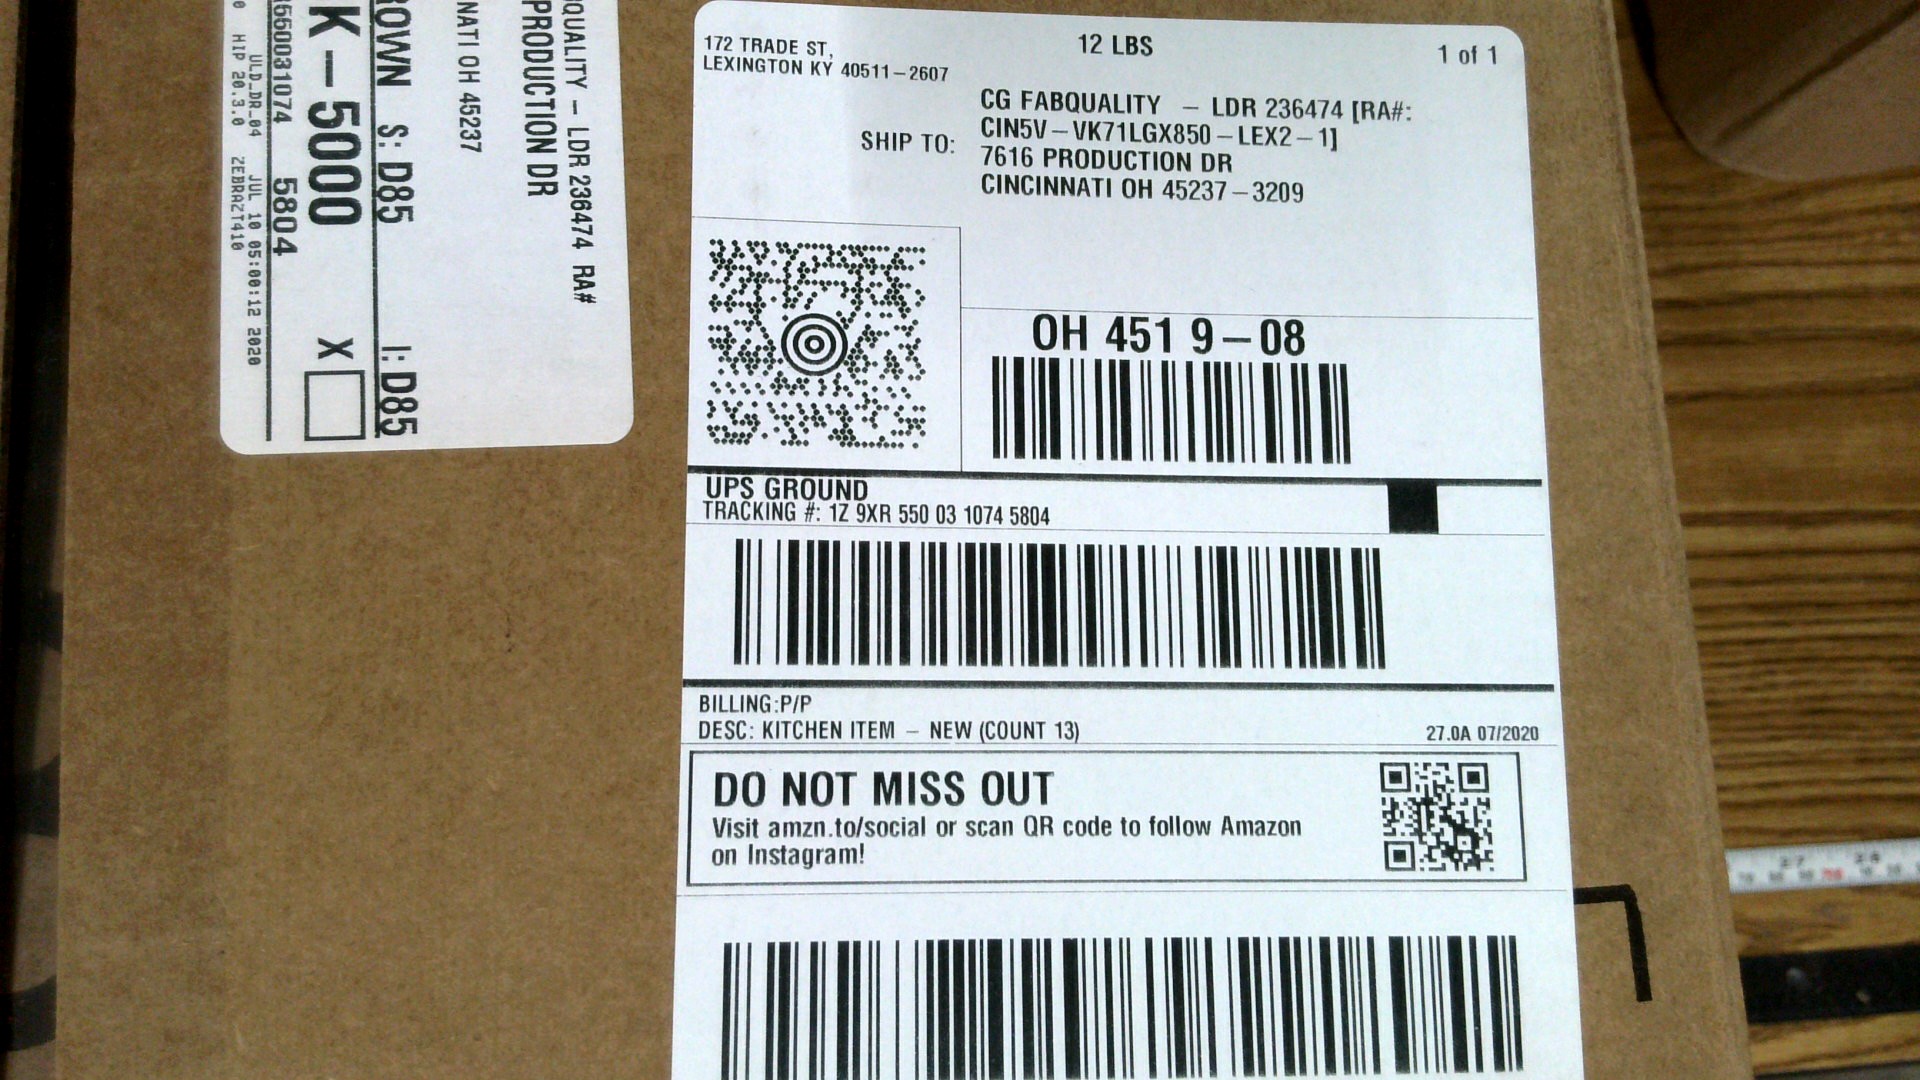 172 TRADE ST,
LEXINGTON KY 40511-2607
12 LBS
1 of 1
SHIP TO:
CG FABQUALITY - LDR 236474 [RA#:
CIN5V-VK71LGX850-LEX2-1]
7616 PRODUCTION DR
CINCINNATI OH 45237-3209
OH 451 9-08
UPS GROUND
TRACKING #: 1Z 9XR 550 03 1074 5804
BILLING:P/P
DESC: KITCHEN ITEM - NEW (COUNT 13)
27.0A 07/2020
DO NOT MISS OUT
Visit amzn.to/social or scan QR code to follow Amazon
on Instagram!
QUALITY - LDR 236474 RA#
PRODUCTION DR
NATI OH 45237
ROWN S: D85 I: D85
K-5000 X
5600031074 5804
ULD_DR_04 JUL 10 05:00:12 2020
HIP 20.3.0 ZEBRAZT410
27